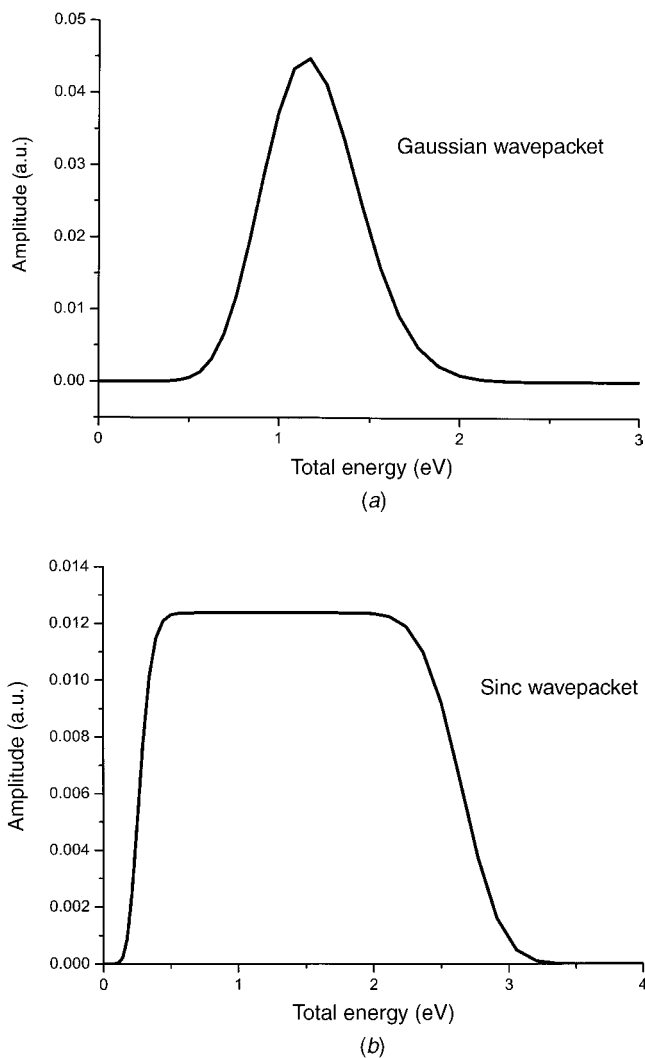 0.05
0.04
0.03
0.02
0.01
0.00
Amplitude (a.u.)
Gaussian wavepacket
0 1 2 3
Total energy (eV)
(a)
0.014
0.012
0.010
0.008
0.006
0.004
0.002
0.000
Amplitude (a.u.)
Sinc wavepacket
0 1 2 3 4
Total energy (eV)
(b)